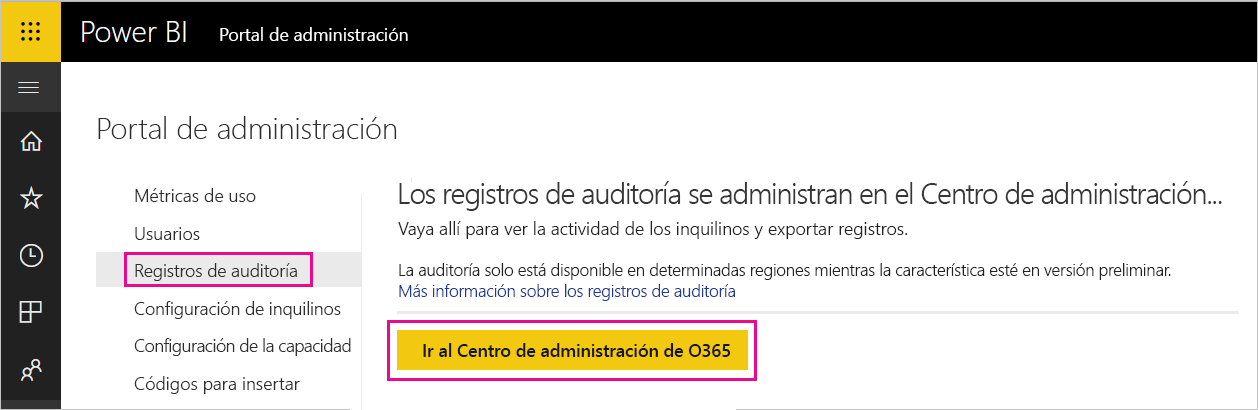 Power BI Portal de administración
Portal de administración
Métricas de uso
Usuarios
Registros de auditoría
Configuración de inquilinos
Configuración de la capacidad
Códigos para insertar
Los registros de auditoría se administran en el Centro de administración...
Vaya allí para ver la actividad de los inquilinos y exportar registros.
La auditoría solo está disponible en determinadas regiones mientras la característica esté en versión preliminar.
Más información sobre los registros de auditoría
Ir al Centro de administración de O365